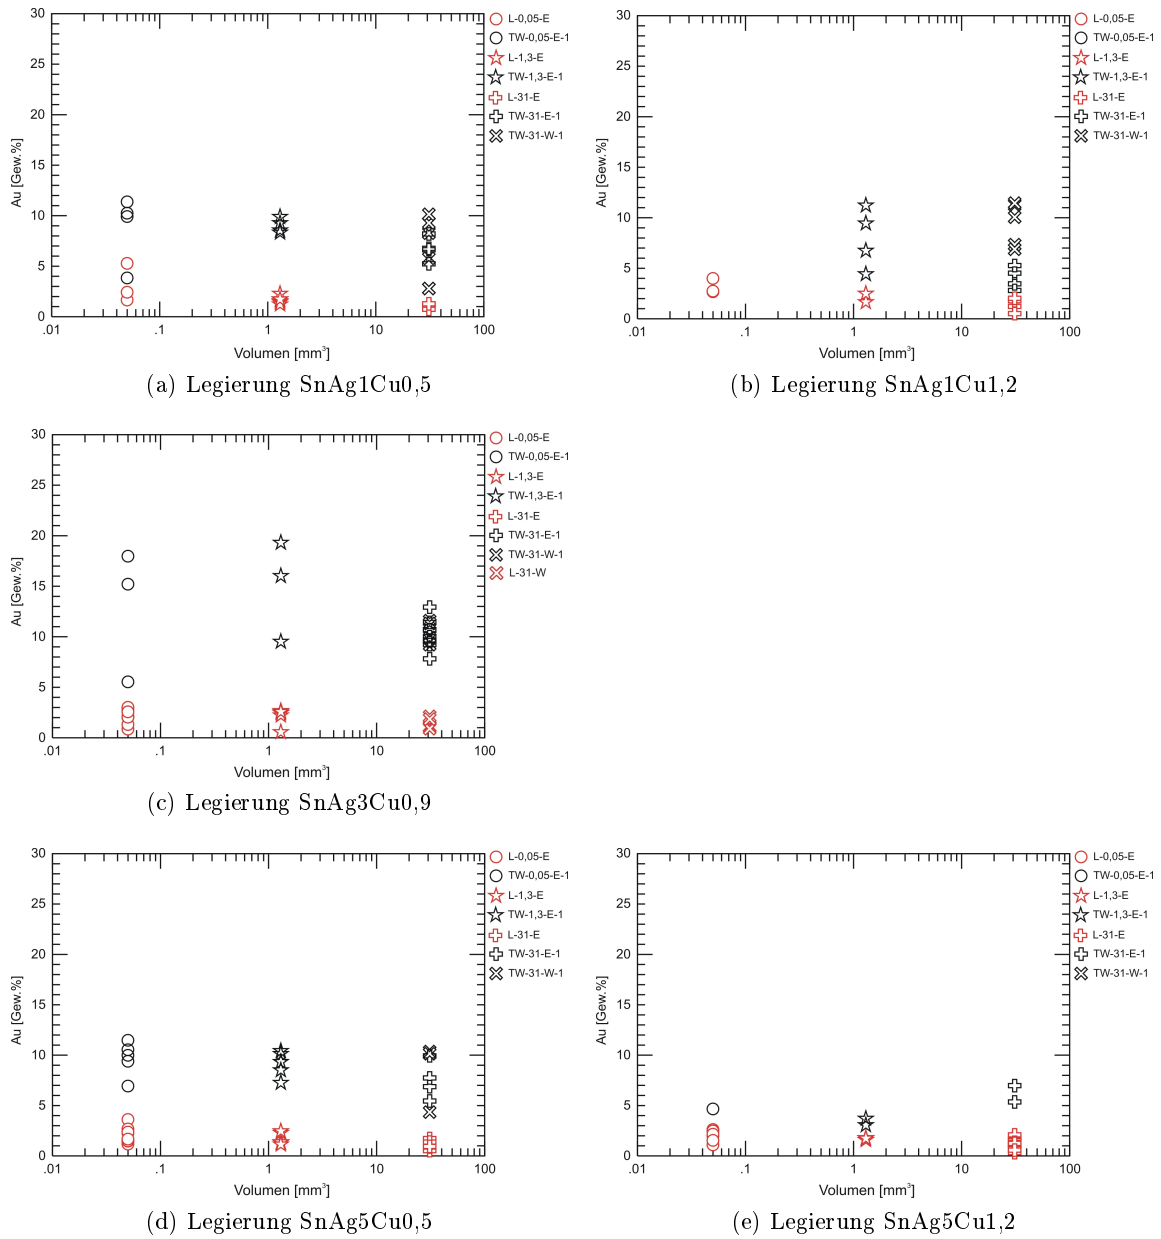 30
25
20
15
10
5
0
Au [Gew.%]
.01 .1 1 10 100
Volumen [mm³]
L-0,05-E
TW-0,05-E-1
L-1,3-E
TW-1,3-E-1
L-31-E
TW-31-E-1
TW-31-W-1
(a) Legierung SnAg1Cu0,5
30
25
20
15
10
5
0
Au [Gew.%]
.01 .1 1 10 100
Volumen [mm³]
L-0,05-E
TW-0,05-E-1
L-1,3-E
TW-1,3-E-1
L-31-E
TW-31-E-1
TW-31-W-1
(b) Legierung SnAg1Cu1,2
30
25
20
15
10
5
0
Au [Gew.%]
.01 .1 1 10 100
Volumen [mm³]
L-0,05-E
TW-0,05-E-1
L-1,3-E
TW-1,3-E-1
L-31-E
TW-31-E-1
TW-31-W-1
L-31-W
(c) Legierung SnAg3Cu0,9
30
25
20
15
10
5
0
Au [Gew.%]
.01 .1 1 10 100
Volumen [mm³]
L-0,05-E
TW-0,05-E-1
L-1,3-E
TW-1,3-E-1
L-31-E
TW-31-E-1
TW-31-W-1
(d) Legierung SnAg5Cu0,5
30
25
20
15
10
5
0
Au [Gew.%]
.01 .1 1 10 100
Volumen [mm³]
L-0,05-E
TW-0,05-E-1
L-1,3-E
TW-1,3-E-1
L-31-E
TW-31-E-1
TW-31-W-1
(e) Legierung SnAg5Cu1,2